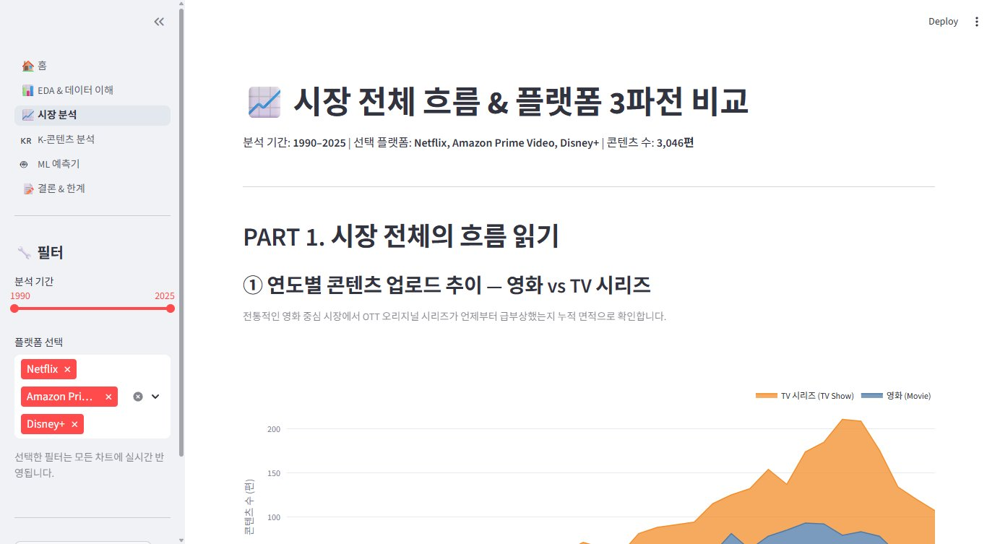 Deploy
홈
EDA & 데이터 이해
시장 분석
KR K-콘텐츠 분석
ML 예측기
결론 & 한계
필터
분석 기간
1990 2025
플랫폼 선택
Netflix
Amazon Pri...
Disney+
선택한 필터는 모든 차트에 실시간 반
영됩니다.
시장 전체 흐름 & 플랫폼 3파전 비교
분석 기간: 1990–2025 | 선택 플랫폼: Netflix, Amazon Prime Video, Disney+ | 콘텐츠 수: 3,046편
PART 1. 시장 전체의 흐름 읽기
① 연도별 콘텐츠 업로드 추이 — 영화 vs TV 시리즈
전통적인 영화 중심 시장에서 OTT 오리지널 시리즈가 언제부터 급부상했는지 누적 면적으로 확인합니다.
TV 시리즈 (TV Show) 영화 (Movie)
200
150
100
콘텐츠 수 (편)